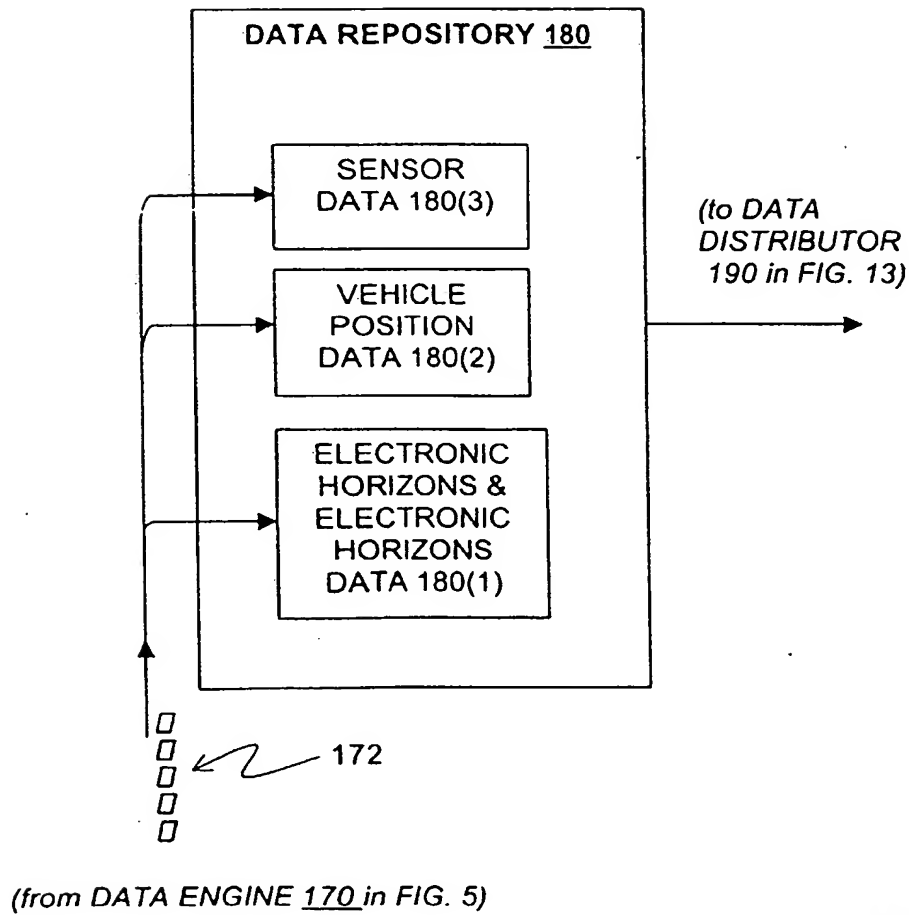 DATA REPOSITORY 180
SENSOR
DATA 180(3)
(to DATA
DISTRIBUTOR
190 in FIG. 13)
VEHICLE
POSITION
DATA 180(2)
ELECTRONIC
HORIZONS &
ELECTRONIC
HORIZONS
DATA 180(1)
172
(from DATA ENGINE 170 in FIG. 5)